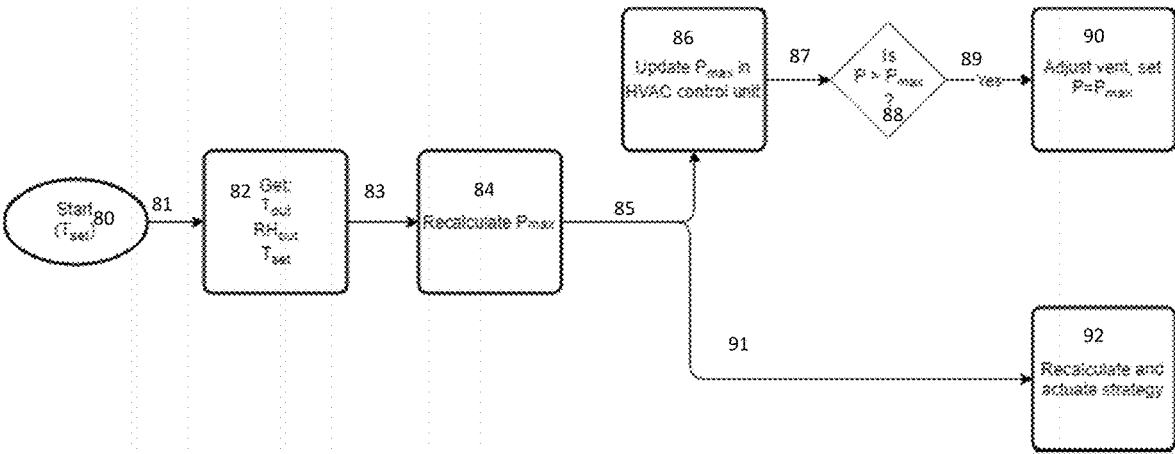 80
Start
(T_set)
81
82
Get:
T_out
RH_out
T_set
83
84
Recalculate P_max
85
86
Update P_max in
HVAC control unit
87
Is
P > P_max
?
88
89
Yes
90
Adjust vent, set
P=P_max
91
92
Recalculate and
actuate strategy